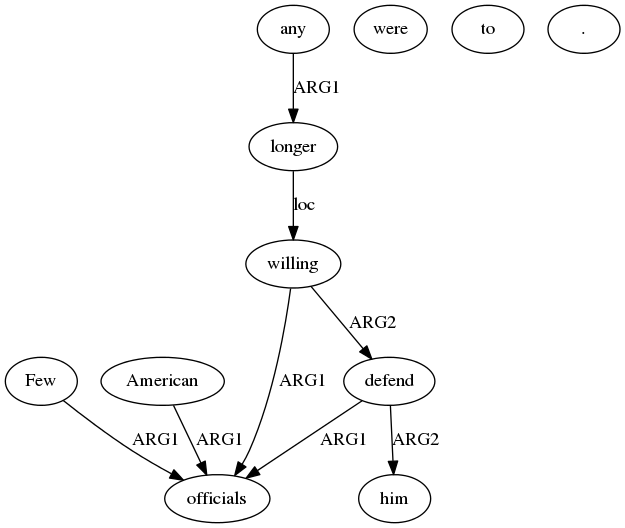 any were to .
ARG1
longer
loc
willing
ARG2
Few American ARG1 defend
ARG1 ARG1 ARG1 ARG2
officials him